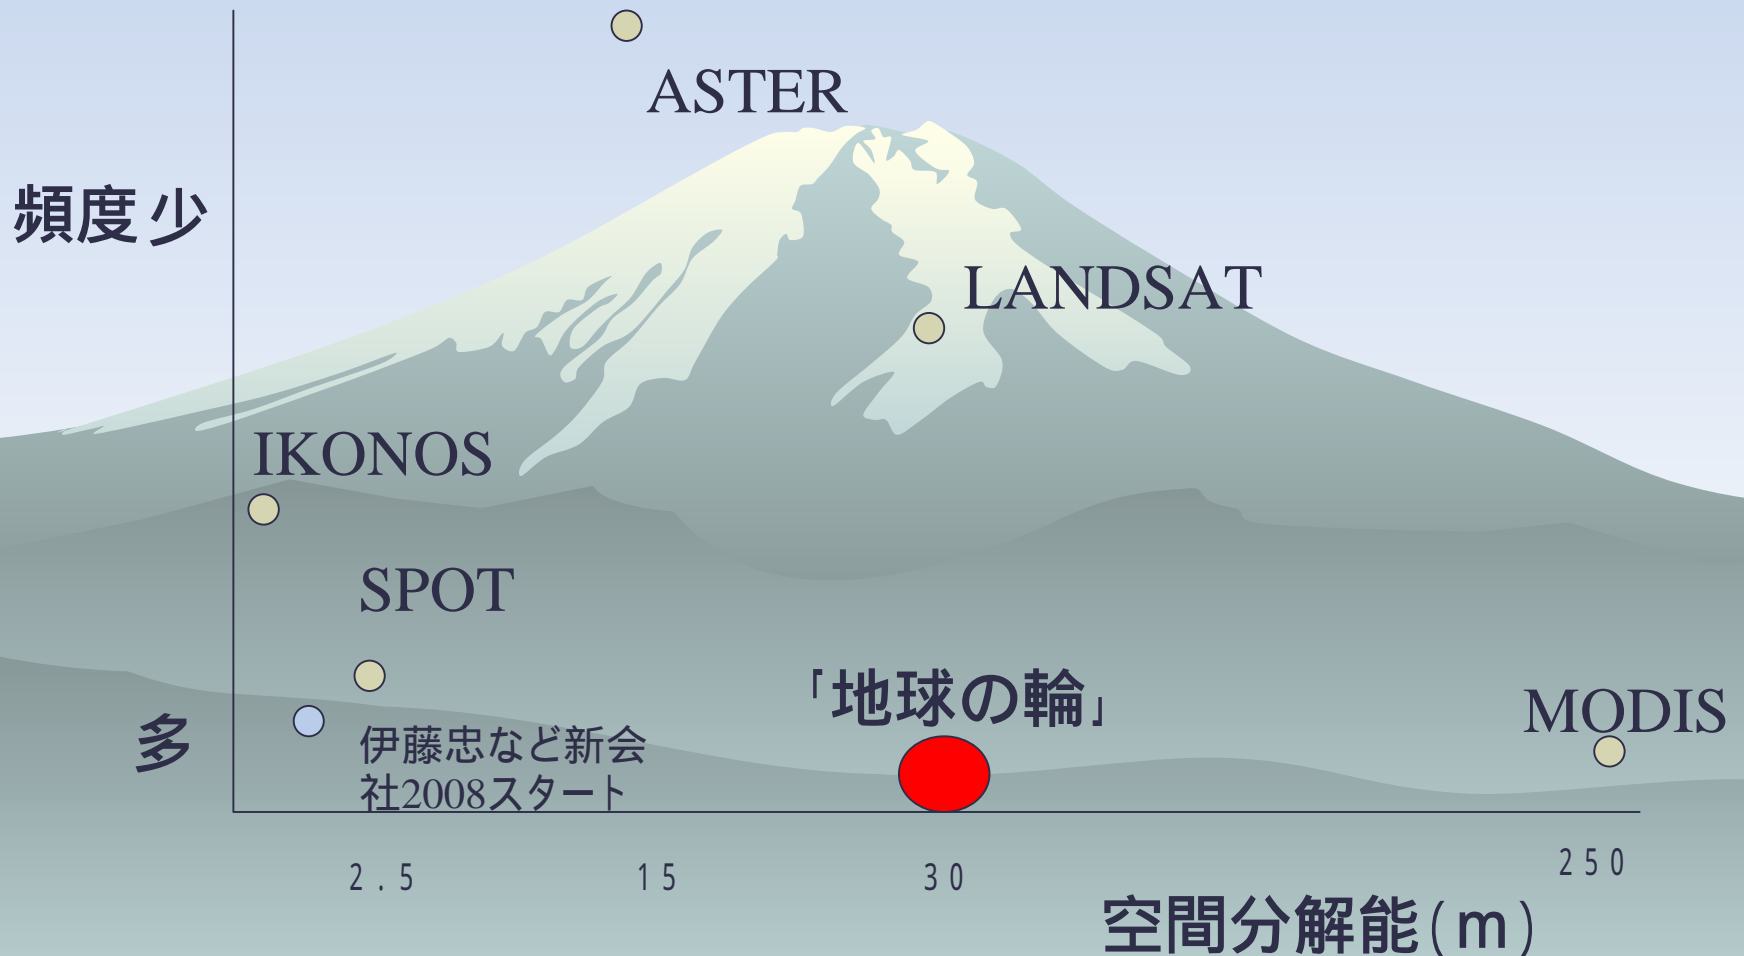 ASTER
頻度少
LANDSAT
IKONOS
SPOT
「地球の輪」
MODIS
多
伊藤忠など新会
社2008スタート
2.5
15
30
250
空間分解能(m)